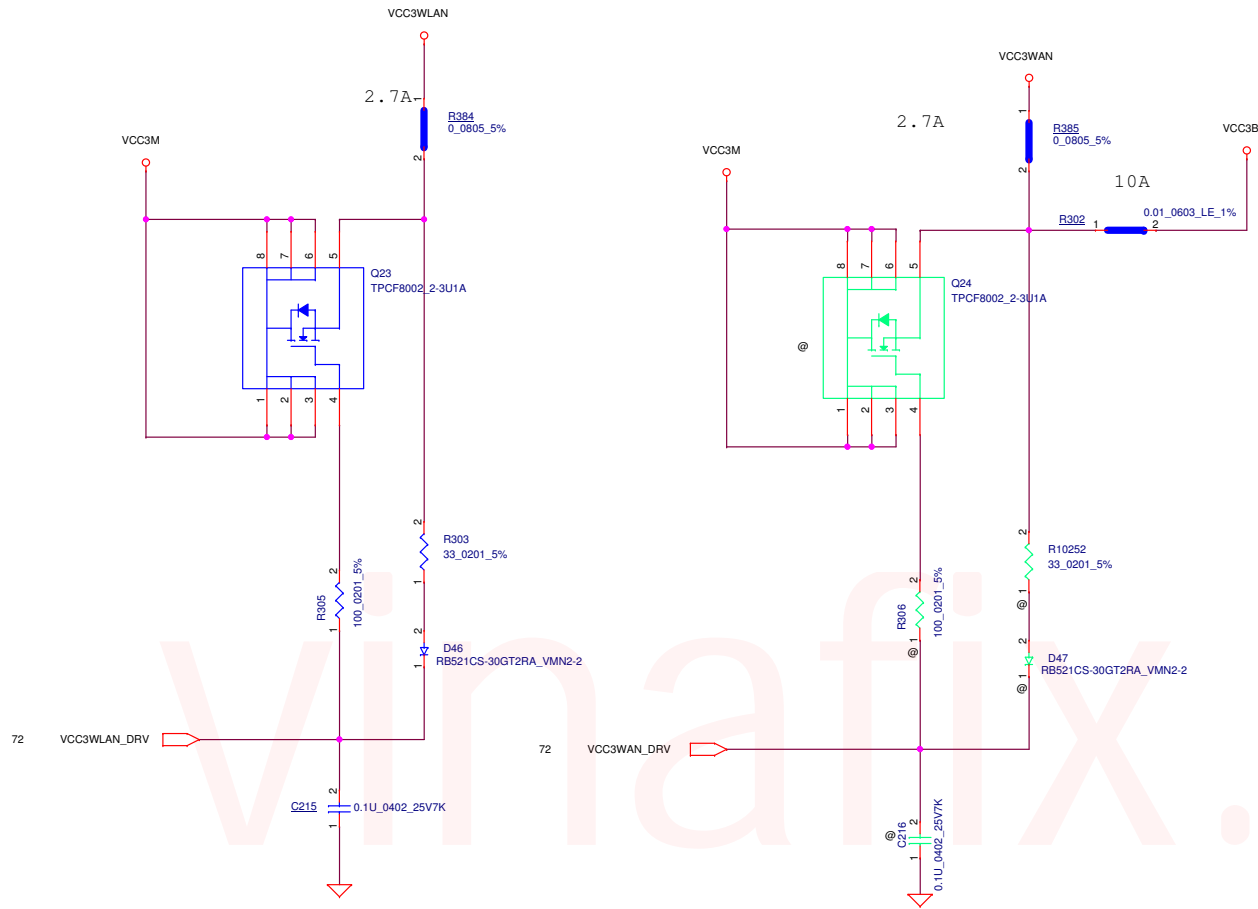 VCC3WLAN
2.7A
1
R384
0_0805_5%
2
VCC3M
8
7
6
5
Q23
TPCF8002_2-3U1A
1
2
3
4
2
R303
33_0201_5%
1
2
R305
100_0201_5%
1
2
D46
RB521CS-30GT2RA_VMN2-2
1
72
VCC3WLAN_DRV
2
C215
0.1U_0402_25V7K
1
VCC3WAN
1
2.7A
R385
0_0805_5%
2
VCC3B
VCC3M
10A
R302
1
2
0.01_0603_LE_1%
8
7
6
5
Q24
TPCF8002_2-3U1A
@
1
2
3
4
2
R10252
33_0201_5%
1
@
2
R306
100_0201_5%
1
@
2
D47
RB521CS-30GT2RA_VMN2-2
1
@
72
VCC3WAN_DRV
2
@
C216
0.1U_0402_25V7K
1
vinafix.